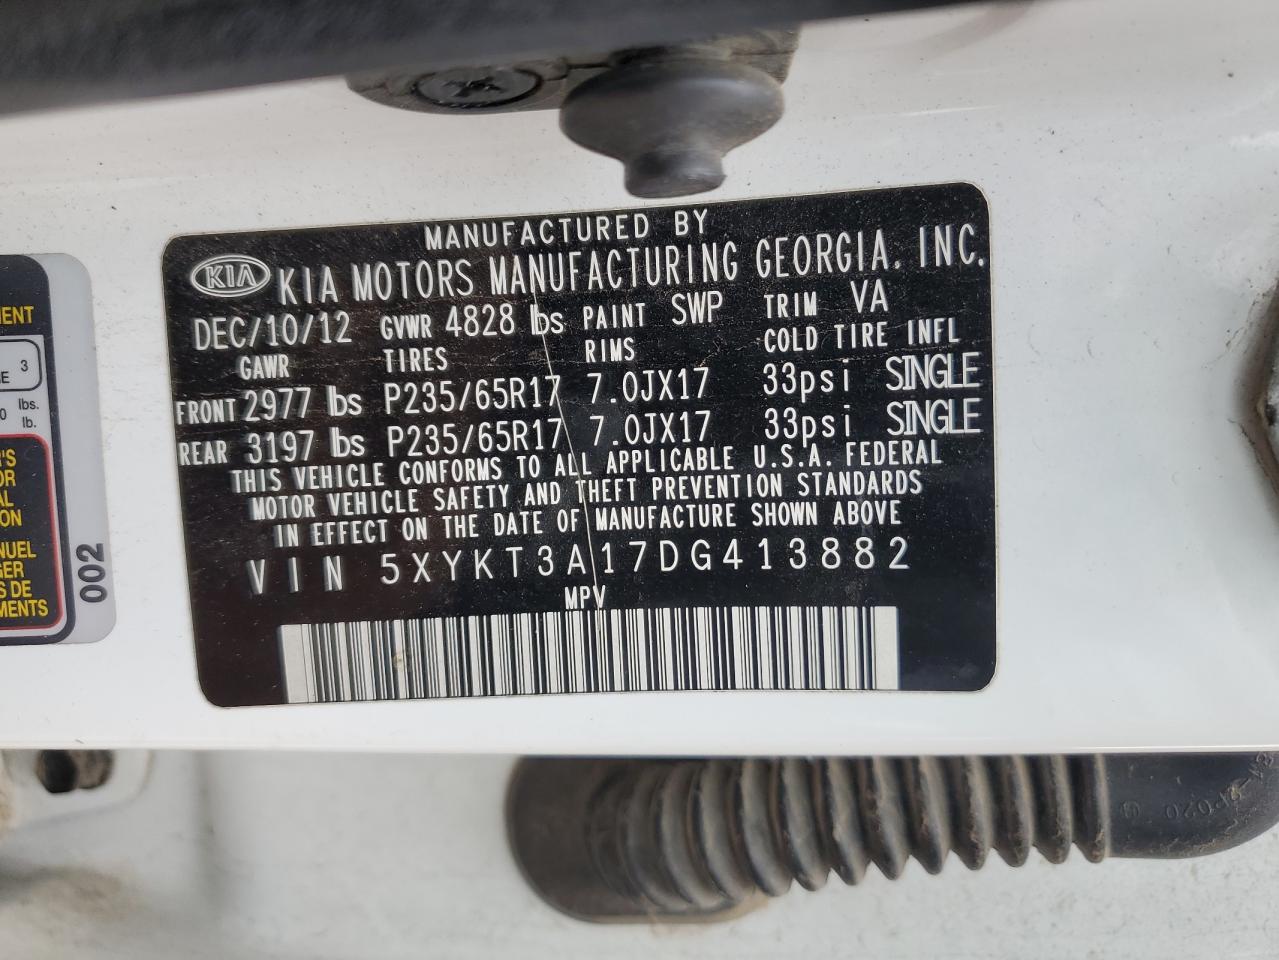 MANUFACTURED BY
KIA KIA MOTORS MANUFACTURING GEORGIA, INC.
DEC/10/12 GVWR 4828 lbs PAINT SWP TRIM VA
GAWR TIRES RIMS COLD TIRE INFL
FRONT 2977 lbs P235/65R17 7.0JX17 33psi SINGLE
REAR 3197 lbs P235/65R17 7.0JX17 33psi SINGLE
THIS VEHICLE CONFORMS TO ALL APPLICABLE U.S.A. FEDERAL
MOTOR VEHICLE SAFETY AND THEFT PREVENTION STANDARDS
IN EFFECT ON THE DATE OF MANUFACTURE SHOWN ABOVE
VIN 5XYKT3A17DG413882
MPV
3
lbs.
lb.
002